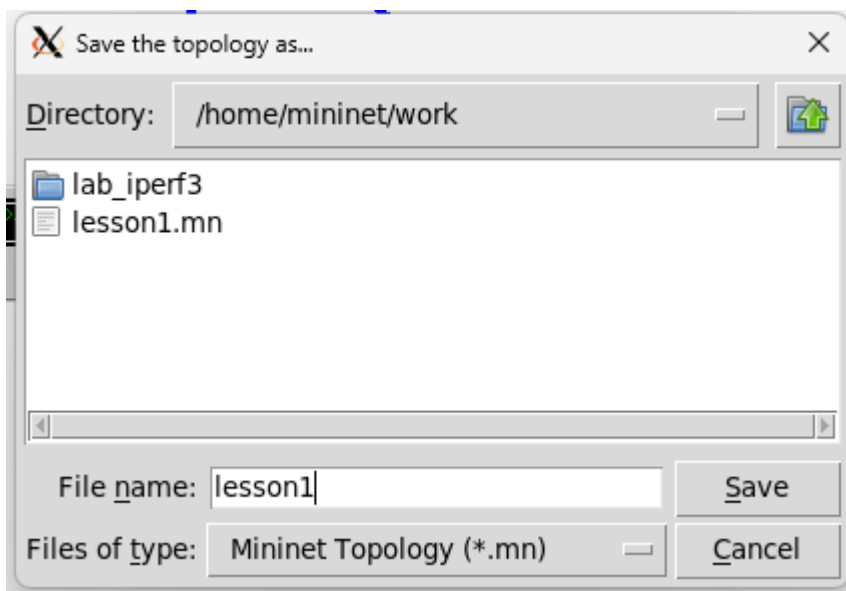 Save the topology as...
Directory: /home/mininet/work
lab_iperf3
lesson1.mn
File name: lesson1 Save
Files of type: Mininet Topology (*.mn) Cancel